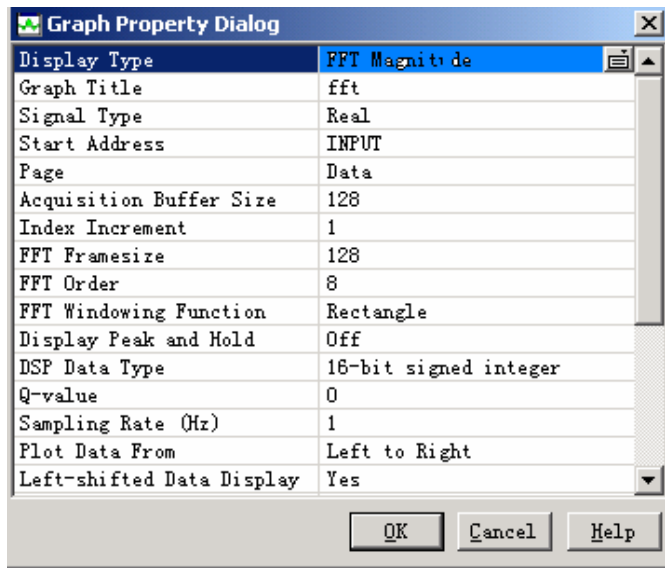 Graph Property Dialog
Display Type FFT Magnitude
Graph Title fft
Signal Type Real
Start Address INPUT
Page Data
Acquisition Buffer Size 128
Index Increment 1
FFT Framesize 128
FFT Order 8
FFT Windowing Function Rectangle
Display Peak and Hold Off
DSP Data Type 16-bit signed integer
Q-value 0
Sampling Rate (Hz) 1
Plot Data From Left to Right
Left-shifted Data Display Yes
OK Cancel Help